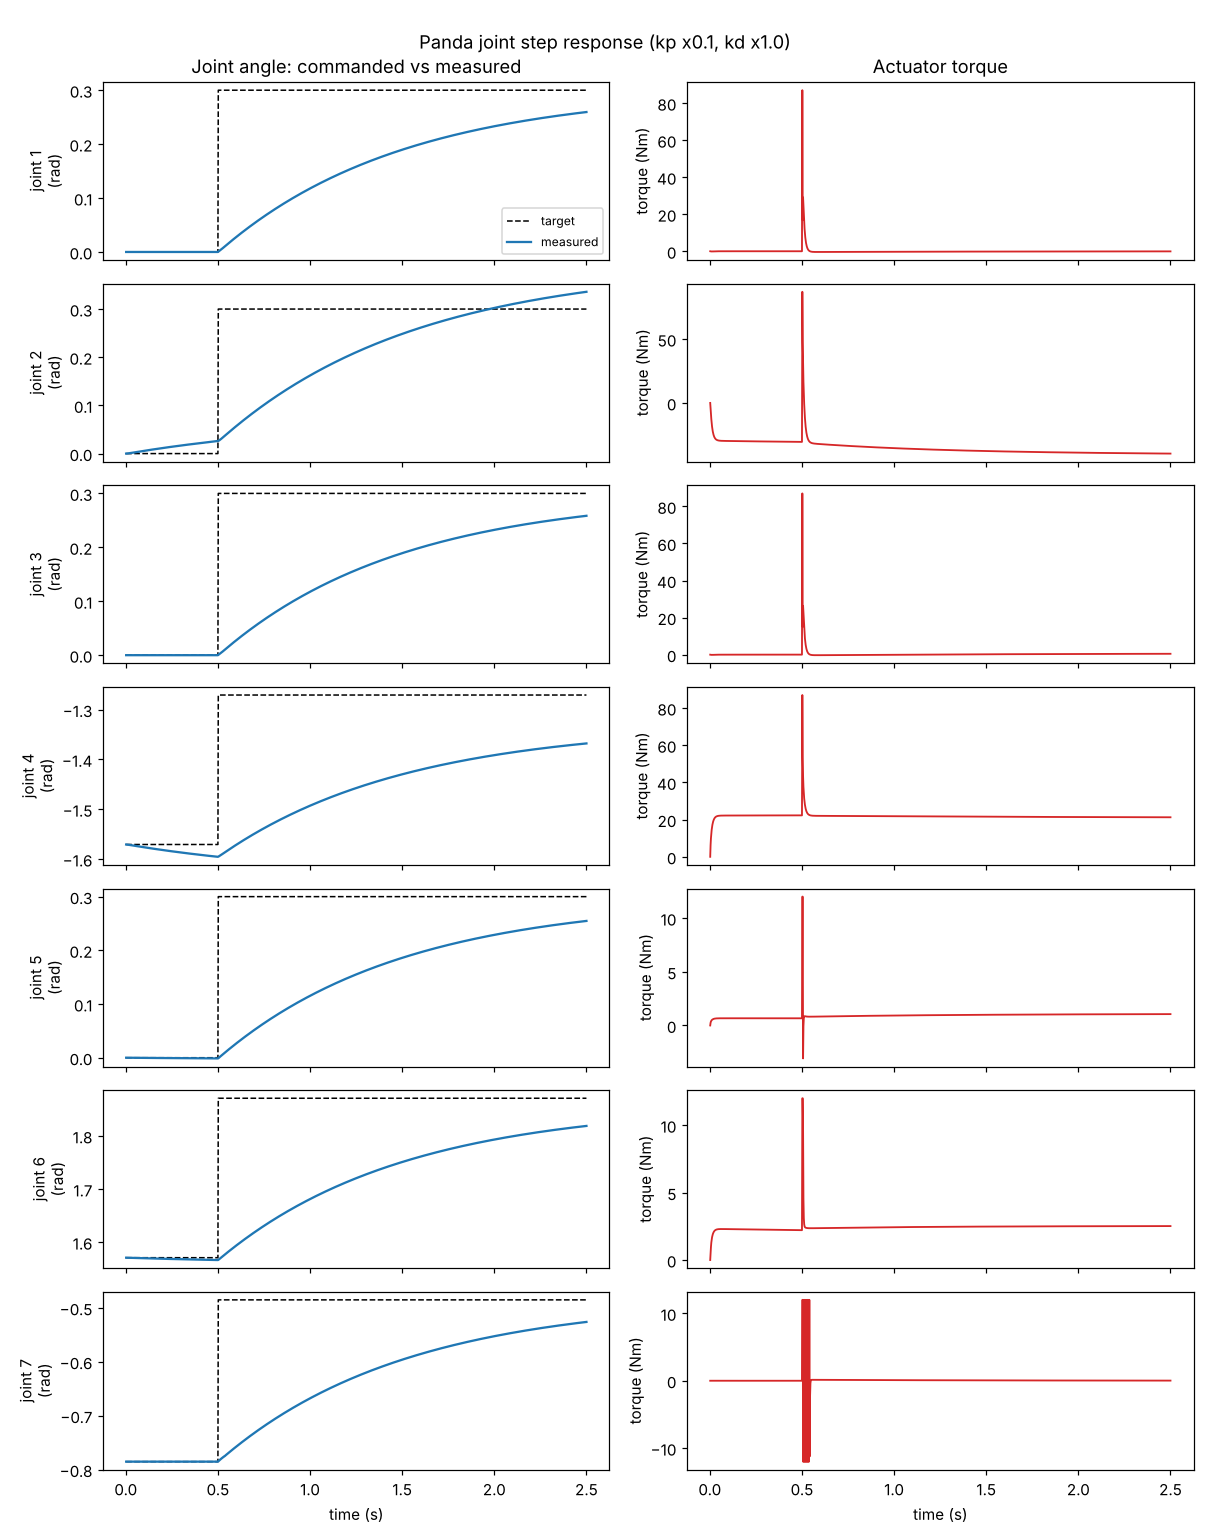 Panda joint step response (kp x0.1, kd x1.0)
Joint angle: commanded vs measured
Actuator torque
joint 1
(rad)
0.3
0.2
0.1
0.0
target
measured
torque (Nm)
80
60
40
20
0
joint 2
(rad)
0.3
0.2
0.1
0.0
torque (Nm)
50
0
joint 3
(rad)
0.3
0.2
0.1
0.0
torque (Nm)
80
60
40
20
0
joint 4
(rad)
−1.3
−1.4
−1.5
−1.6
torque (Nm)
80
60
40
20
0
joint 5
(rad)
0.3
0.2
0.1
0.0
torque (Nm)
10
5
0
joint 6
(rad)
1.8
1.7
1.6
torque (Nm)
10
5
0
joint 7
(rad)
−0.5
−0.6
−0.7
−0.8
torque (Nm)
10
0
−10
0.0 0.5 1.0 1.5 2.0 2.5
time (s)
0.0 0.5 1.0 1.5 2.0 2.5
time (s)